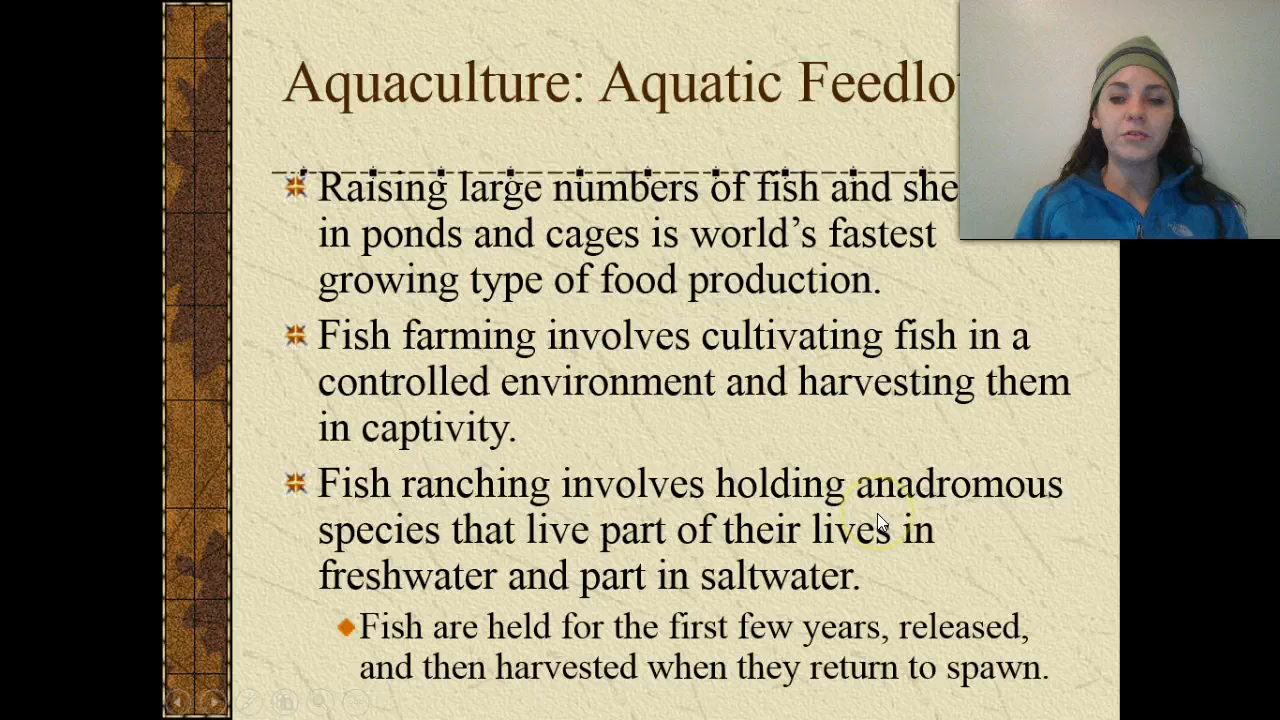 Aquaculture: Aquatic
Raising large numbers of fish and
in ponds and cages is world's fastest
growing type of food production.
Fish farming involves cultivating fish in a
controlled environment and harvesting them
in captivity.
Fish ranching involves holding anadromous
species that live part of their lives in
freshwater and part in saltwater.
Fish are held for the first few years, released,
and then harvested when they return to spawn.